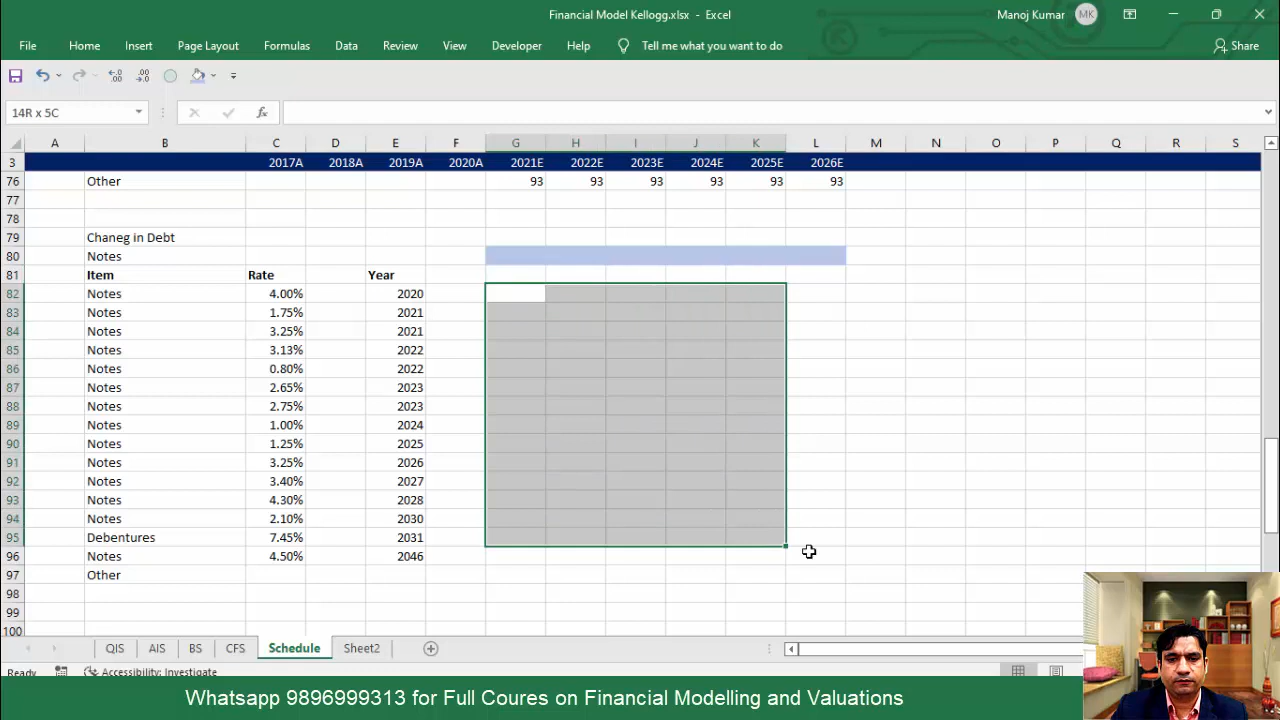 Financial Model Kellogg.xlsx - Excel
Manoj Kumar MK
File Home Insert Page Layout Formulas Data Review View Developer Help Tell me what you want to do Share
14R x 5C
A B C D E F G H I J K L M N O P Q R S
3 2017A 2018A 2019A 2020A 2021E 2022E 2023E 2024E 2025E 2026E
76 Other 93 93 93 93 93 93
77
78
79 Chaneg in Debt
80 Notes
81 Item Rate Year
82 Notes 4.00% 2020
83 Notes 1.75% 2021
84 Notes 3.25% 2021
85 Notes 3.13% 2022
86 Notes 0.80% 2022
87 Notes 2.65% 2023
88 Notes 2.75% 2023
89 Notes 1.00% 2024
90 Notes 1.25% 2025
91 Notes 3.25% 2026
92 Notes 3.40% 2027
93 Notes 4.30% 2028
94 Notes 2.10% 2030
95 Debentures 7.45% 2031
96 Notes 4.50% 2046
97 Other
98
99
100
QIS AIS BS CFS Schedule Sheet2
Ready Accessibility: Investigate
Whatsapp 9896999313 for Full Coures on Financial Modelling and Valuations